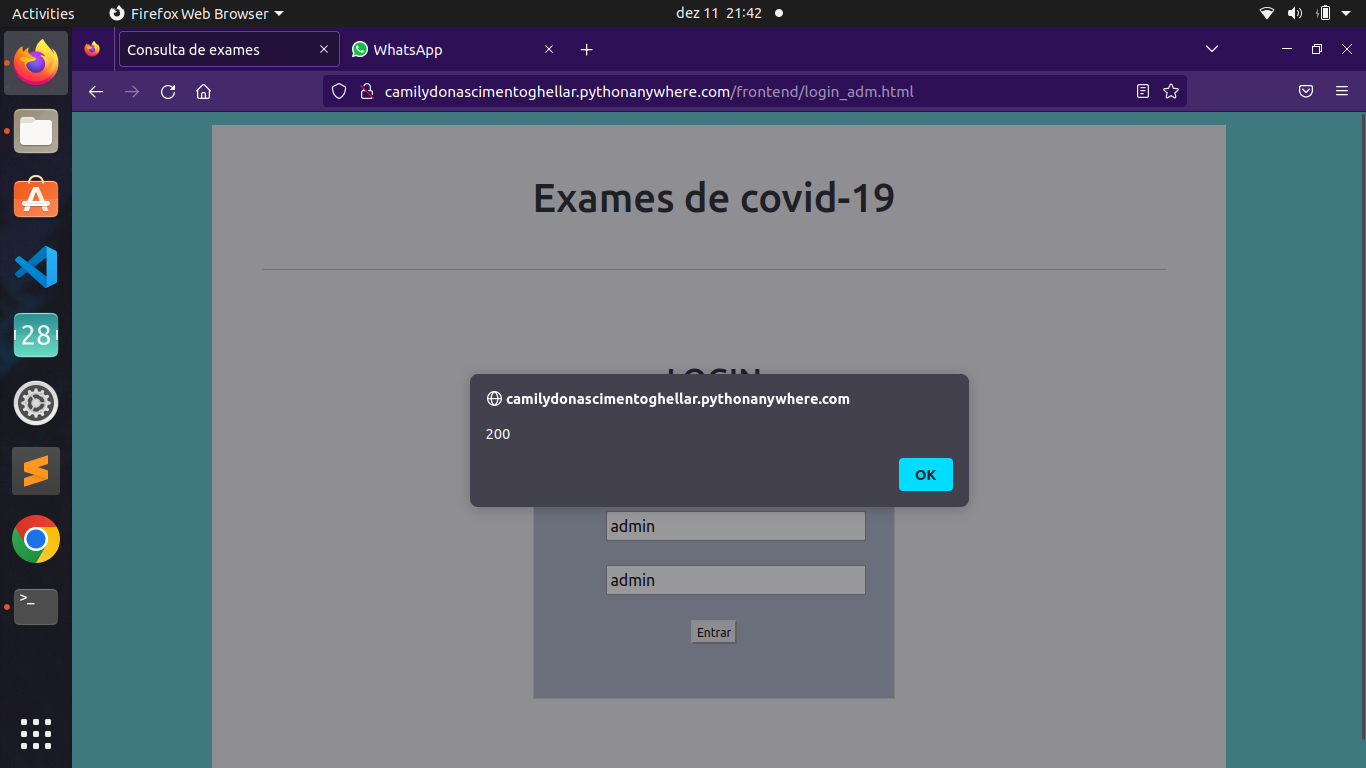 Activities
Firefox Web Browser
dez 11 21:42
Consulta de exames
WhatsApp
camilydonascimentoghellar.pythonanywhere.com/frontend/login_adm.html
28
Exames de covid-19
LOGIN
camilydonascimentoghellar.pythonanywhere.com
200
OK
admin
admin
Entrar
>_